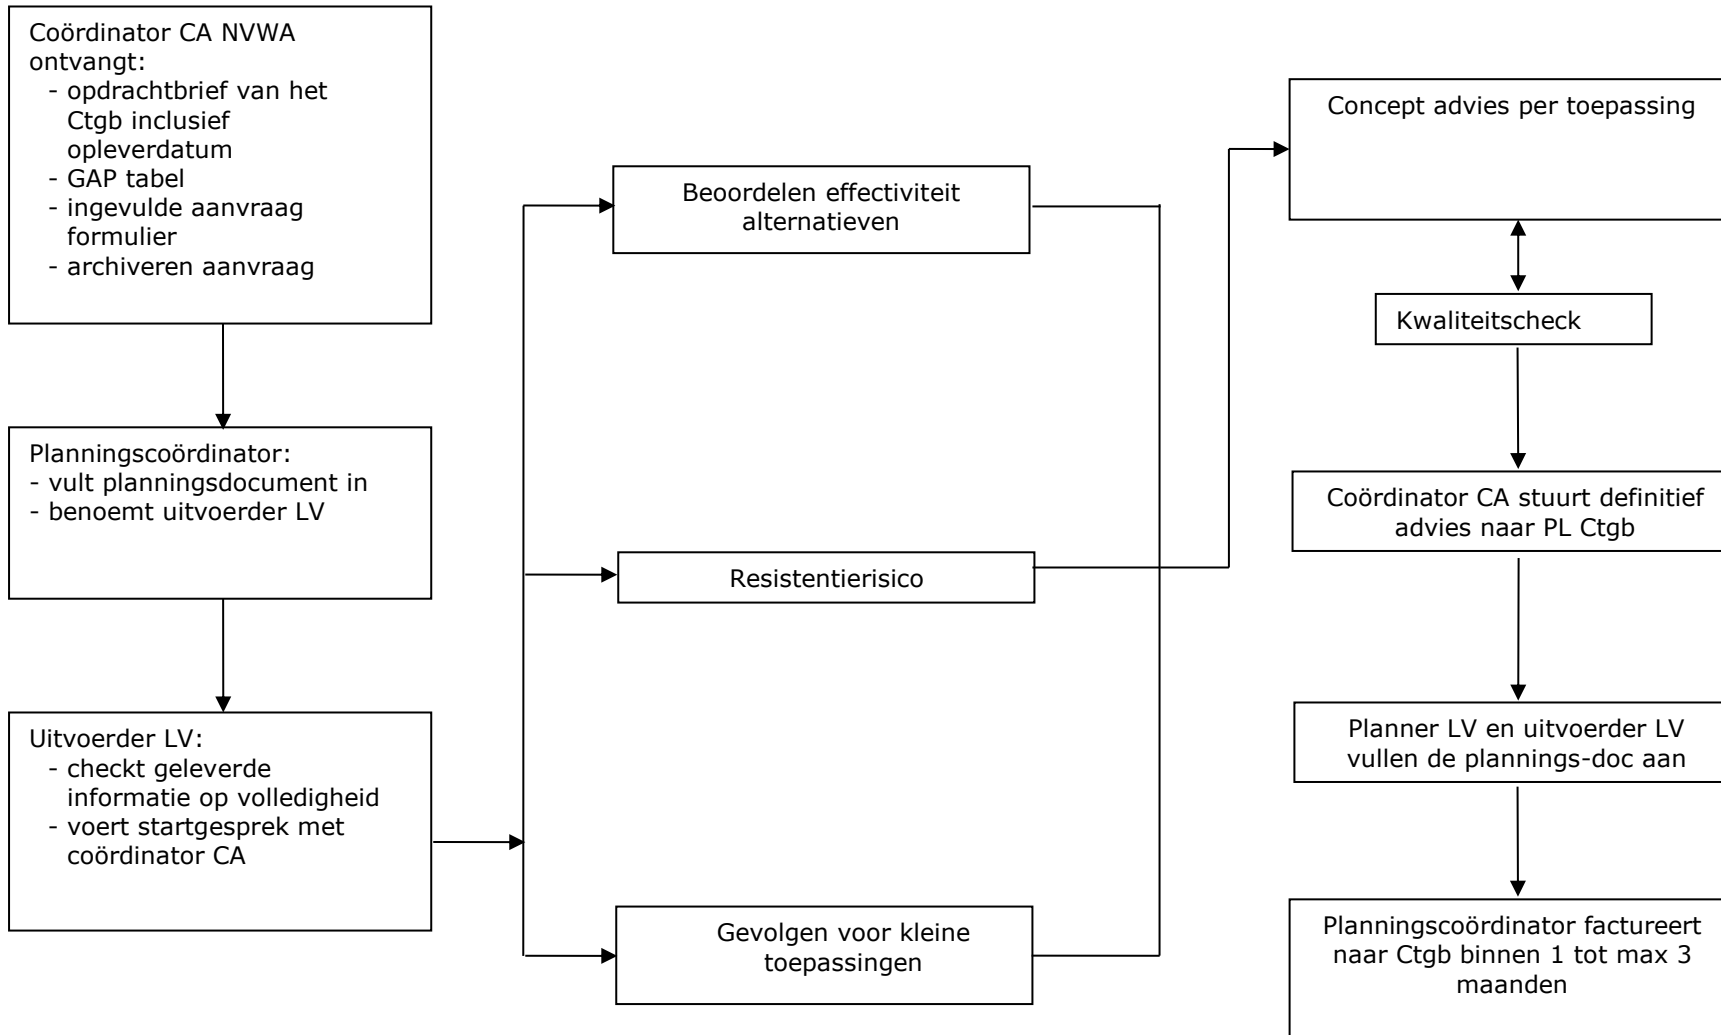 Coördinator CA NVWA
ontvangt:
- opdrachtbrief van het
Ctgb inclusief
opleverdatum
- GAP tabel
- ingevulde aanvraag
formulier
- archiveren aanvraag
Planningscoördinator:
- vult planningsdocument in
- benoemt uitvoerder LV
Uitvoerder LV:
- checkt geleverde
informatie op volledigheid
- voert startgesprek met
coördinator CA
Beoordelen effectiviteit
alternatieven
Resistentierisico
Gevolgen voor kleine
toepassingen
Concept advies per toepassing
Kwaliteitscheck
Coördinator CA stuurt definitief
advies naar PL Ctgb
Planner LV en uitvoerder LV
vullen de plannings-doc aan
Planningscoördinator factureert
naar Ctgb binnen 1 tot max 3
maanden